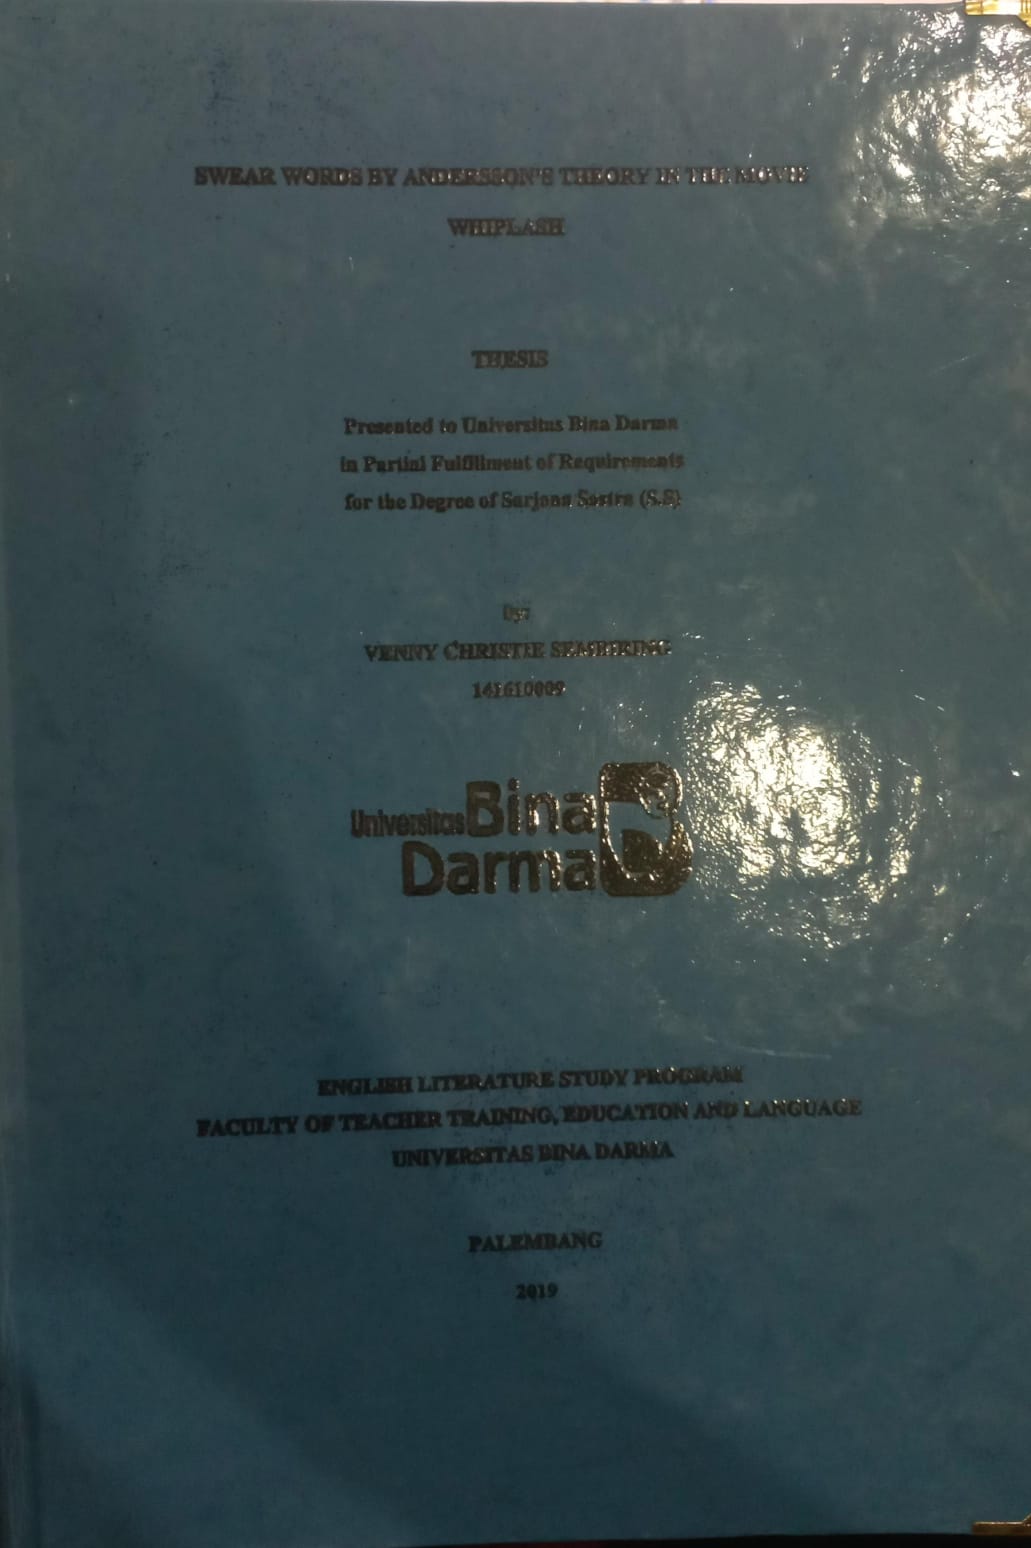 SWEAR WORDS BY ANDERSSON'S THEORY IN THE MOVIE
WHIPLASH
THESIS
Presented to Universitas Bina Darma
in Partial Fulfillment of Requirements
for the Degree of Sarjana Sastra (S.S)
By:
VENNY CHRISTIE SEMBIRING
141610009
Universitas Bina
Darma
ENGLISH LITERATURE STUDY PROGRAM
FACULTY OF TEACHER TRAINING, EDUCATION AND LANGUAGE
UNIVERSITAS BINA DARMA
PALEMBANG
2019